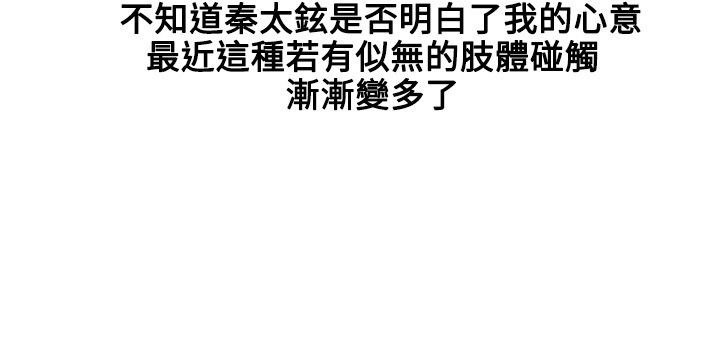 不知道秦太鉉是否明白了我的心意
最近這種若有似無的肢體碰觸
漸漸變多了